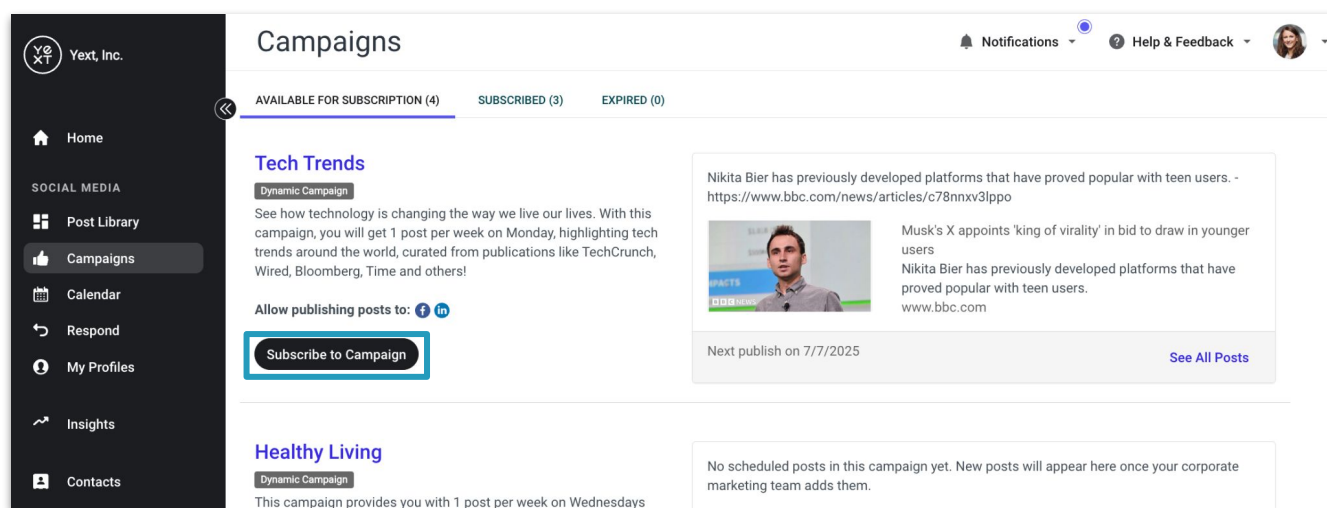 YEXT
Yext, Inc.
Campaigns
Notifications
Help & Feedback
AVAILABLE FOR SUBSCRIPTION (4)
SUBSCRIBED (3)
EXPIRED (0)
Home
SOCIAL MEDIA
Post Library
Campaigns
Calendar
Respond
My Profiles
Insights
Contacts
Tech Trends
Dynamic Campaign
See how technology is changing the way we live our lives. With this
campaign, you will get 1 post per week on Monday, highlighting tech
trends around the world, curated from publications like TechCrunch,
Wired, Bloomberg, Time and others!
Allow publishing posts to:
Subscribe to Campaign
Nikita Bier has previously developed platforms that have proved popular with teen users. -
https://www.bbc.com/news/articles/c78nnxv3lppo
BBC NEWS
Musk's X appoints 'king of virality' in bid to draw in younger
users
Nikita Bier has previously developed platforms that have
proved popular with teen users.
www.bbc.com
Next publish on 7/7/2025
See All Posts
Healthy Living
Dynamic Campaign
This campaign provides you with 1 post per week on Wednesdays
No scheduled posts in this campaign yet. New posts will appear here once your corporate
marketing team adds them.